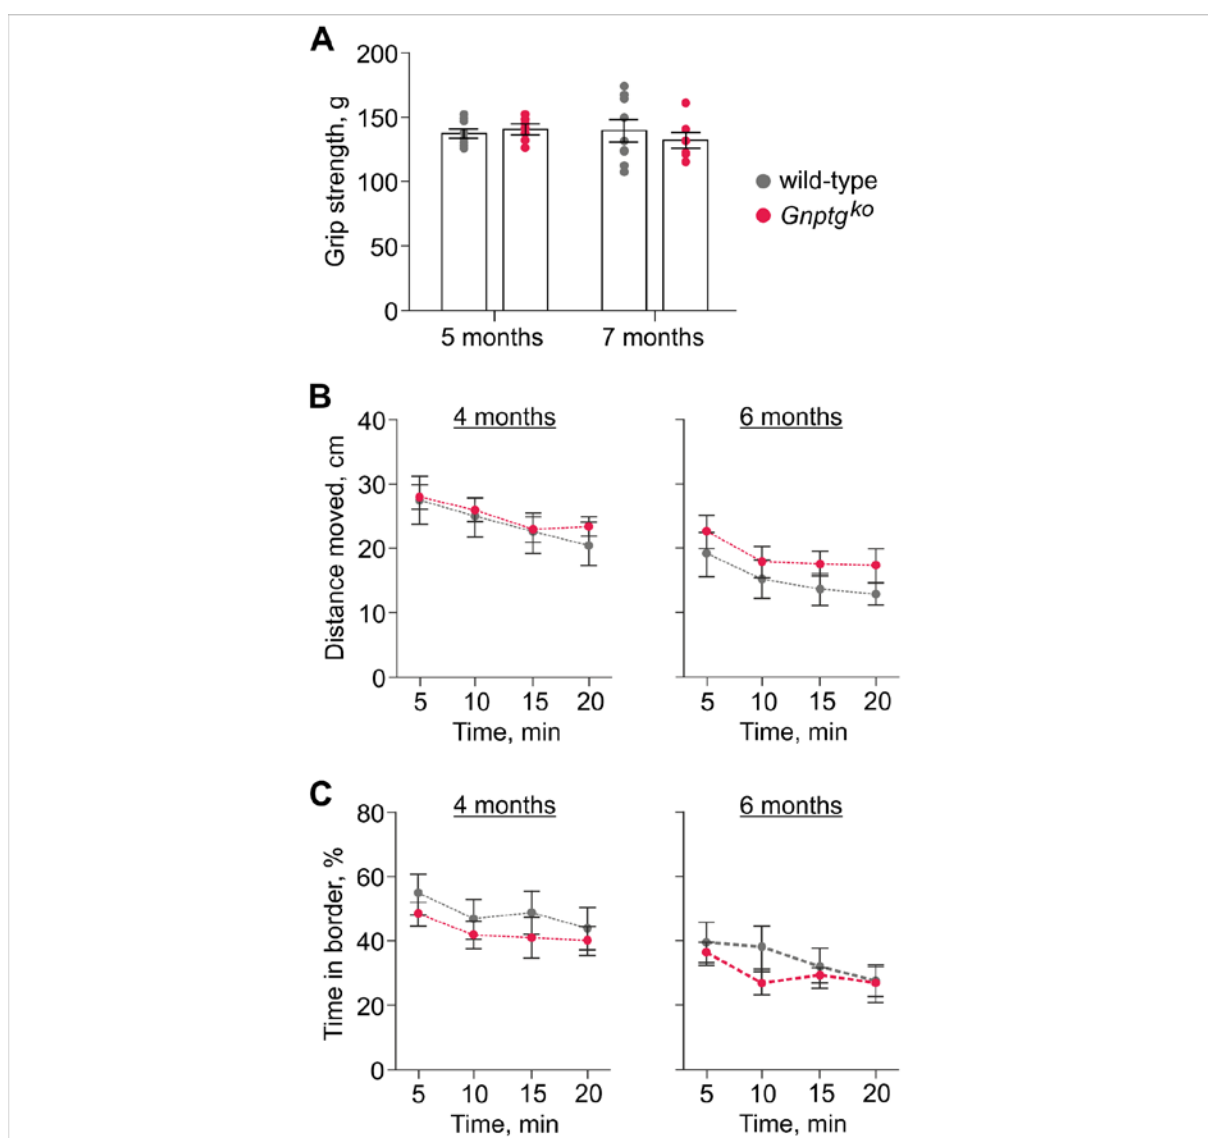 A
200
150
100
50
0
Grip strength, g
5 months
7 months
wild-type
Gnptg^ko
B
4 months
6 months
40
30
20
10
0
Distance moved, cm
5 10 15 20
5 10 15 20
Time, min
Time, min
C
4 months
6 months
80
60
40
20
0
Time in border, %
5 10 15 20
5 10 15 20
Time, min
Time, min